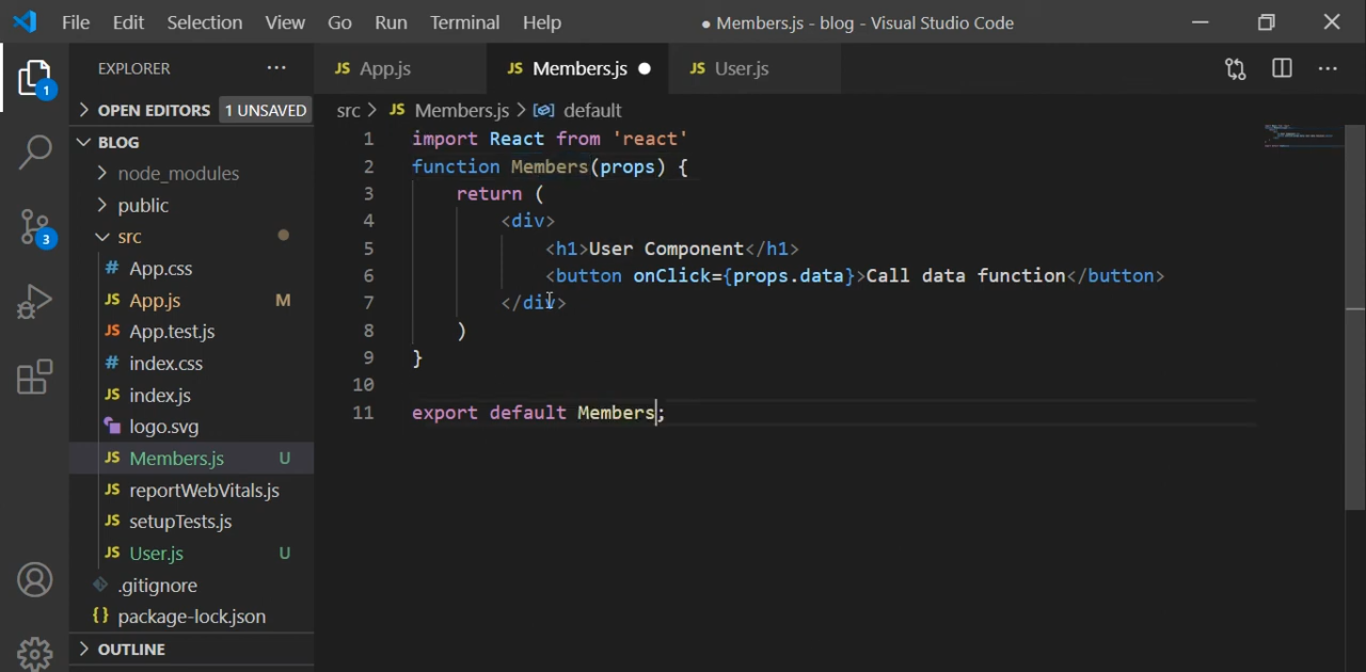 File Edit Selection View Go Run Terminal Help ● Members.js - blog - Visual Studio Code
EXPLORER ···
JS App.js JS Members.js ● JS User.js
1
OPEN EDITORS 1 UNSAVED
src > JS Members.js > default
BLOG
node_modules
public
src
# App.css
JS App.js M
JS App.test.js
# index.css
JS index.js
logo.svg
JS Members.js U
JS reportWebVitals.js
JS setupTests.js
JS User.js U
.gitignore
{} package-lock.json
OUTLINE
3
1 import React from 'react'
2 function Members(props) {
3 return (
4 <div>
5 <h1>User Component</h1>
6 <button onClick={props.data}>Call data function</button>
7 </div>
8 )
9 }
10
11 export default Members;